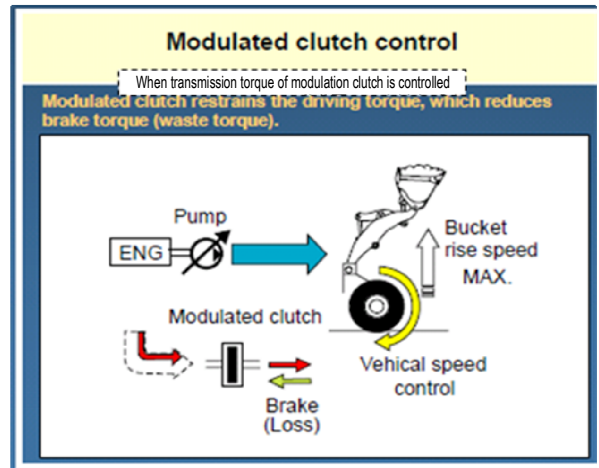 Modulated clutch control
When transmission torque of modulation clutch is controlled
Modulated clutch restrains the driving torque, which reduces
brake torque (waste torque).
Pump
ENG
Bucket
rise speed
MAX.
Modulated clutch
Vehical speed
control
Brake
(Loss)